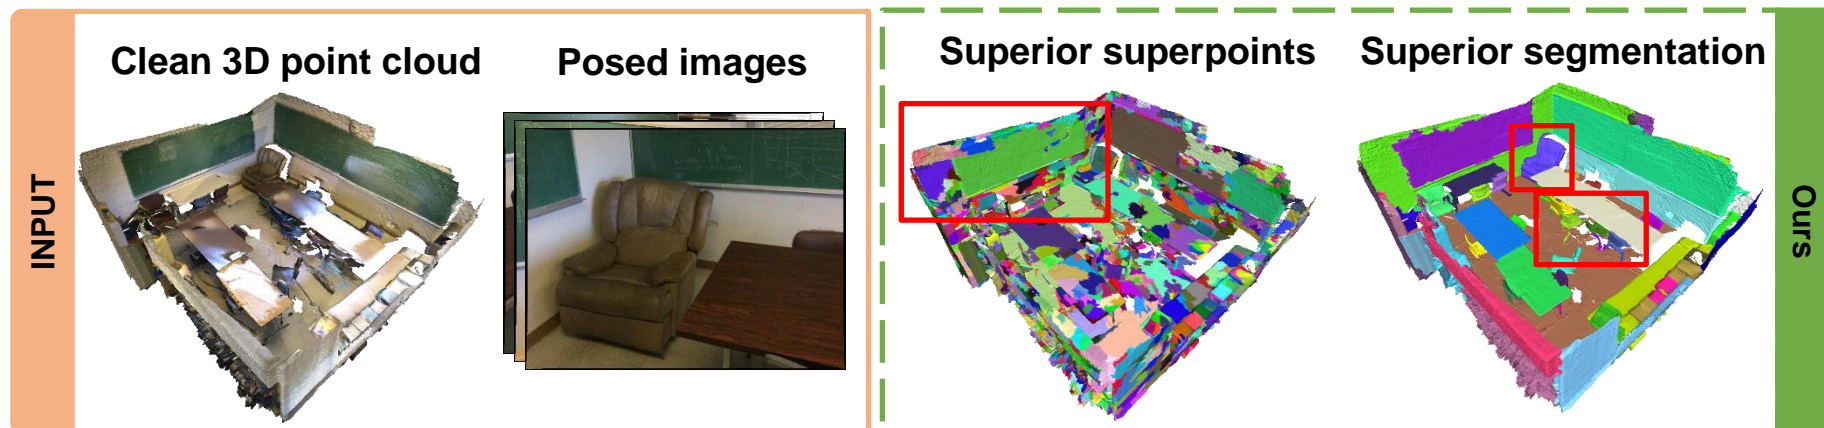 INPUT
Clean 3D point cloud
Posed images
Superior superpoints
Superior segmentation
Ours